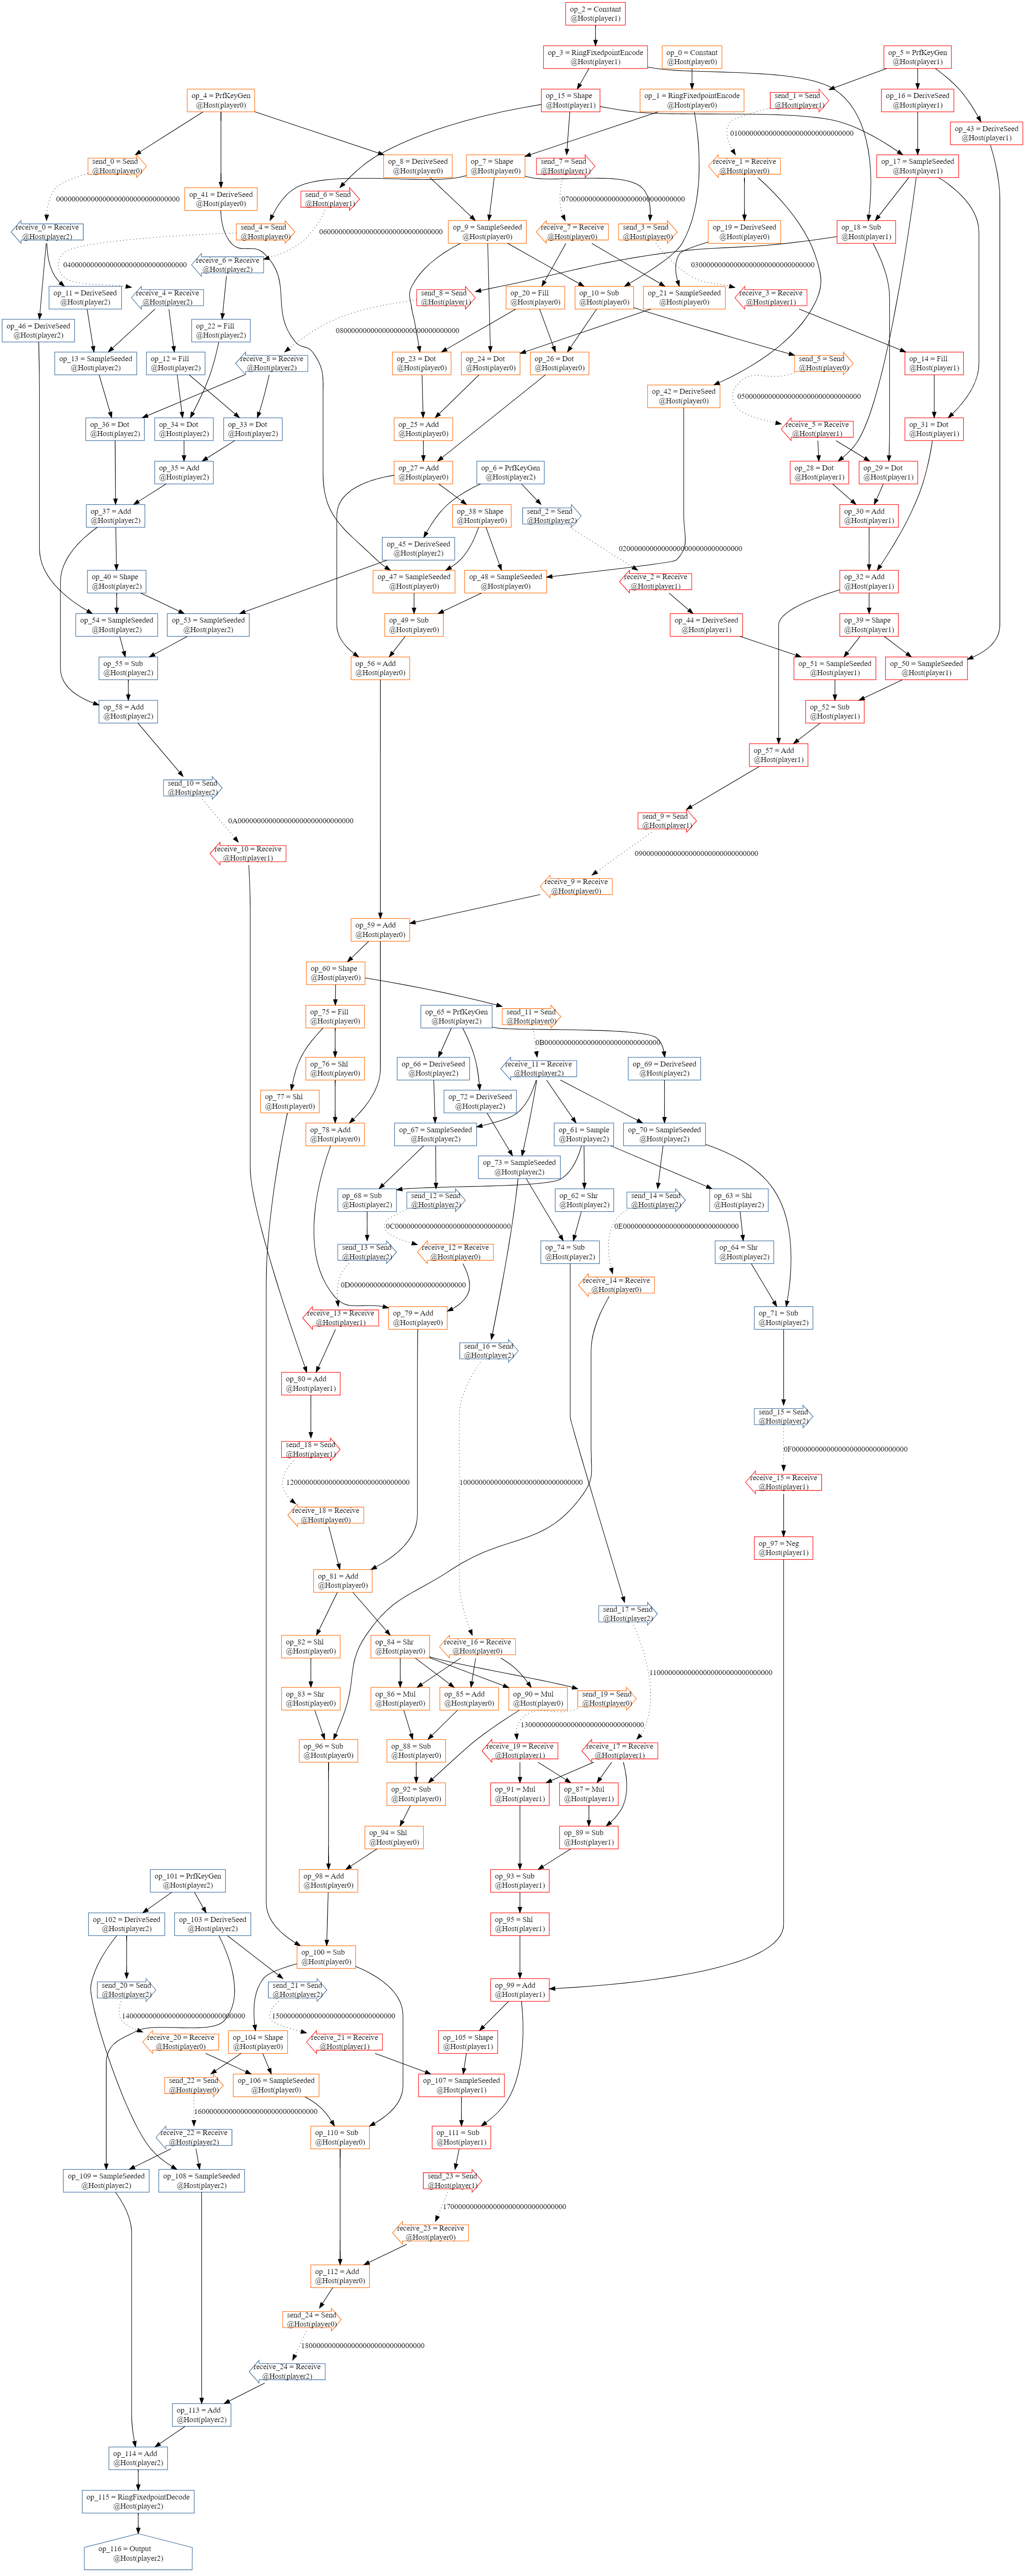 op_2 = Constant
@Host(player1)
op_3 = RingFixedpointEncode
@Host(player1)
op_0 = Constant
@Host(player0)
op_5 = PrfKeyGen
@Host(player1)
op_4 = PrfKeyGen
@Host(player0)
op_15 = Shape
@Host(player1)
op_1 = RingFixedpointEncode
@Host(player0)
send_1 = Send
@Host(player1)
op_16 = DeriveSeed
@Host(player1)
op_43 = DeriveSeed
@Host(player1)
01000000000000000000000000000000
send_0 = Send
@Host(player0)
op_8 = DeriveSeed
@Host(player0)
op_7 = Shape
@Host(player0)
send_7 = Send
@Host(player1)
receive_1 = Receive
@Host(player0)
op_17 = SampleSeeded
@Host(player1)
00000000000000000000000000000000
op_41 = DeriveSeed
@Host(player0)
send_6 = Send
@Host(player1)
07000000000000000000000000000000
receive_0 = Receive
@Host(player2)
send_4 = Send
@Host(player0)
06000000000000000000000000000000
op_9 = SampleSeeded
@Host(player0)
receive_7 = Receive
@Host(player0)
send_3 = Send
@Host(player0)
op_19 = DeriveSeed
@Host(player0)
op_18 = Sub
@Host(player1)
04000000000000000000000000000000
receive_6 = Receive
@Host(player2)
03000000000000000000000000000000
op_11 = DeriveSeed
@Host(player2)
receive_4 = Receive
@Host(player2)
send_8 = Send
@Host(player1)
op_20 = Fill
@Host(player0)
op_10 = Sub
@Host(player0)
op_21 = SampleSeeded
@Host(player0)
receive_3 = Receive
@Host(player1)
op_46 = DeriveSeed
@Host(player2)
op_22 = Fill
@Host(player2)
08000000000000000000000000000000
op_13 = SampleSeeded
@Host(player2)
op_12 = Fill
@Host(player2)
receive_8 = Receive
@Host(player2)
op_23 = Dot
@Host(player0)
op_24 = Dot
@Host(player0)
op_26 = Dot
@Host(player0)
send_5 = Send
@Host(player0)
op_14 = Fill
@Host(player1)
op_42 = DeriveSeed
@Host(player0)
05000000000000000000000000000000
op_36 = Dot
@Host(player2)
op_34 = Dot
@Host(player2)
op_33 = Dot
@Host(player2)
op_25 = Add
@Host(player0)
receive_5 = Receive
@Host(player1)
op_31 = Dot
@Host(player1)
op_35 = Add
@Host(player2)
op_27 = Add
@Host(player0)
op_6 = PrfKeyGen
@Host(player2)
op_28 = Dot
@Host(player1)
op_29 = Dot
@Host(player1)
op_37 = Add
@Host(player2)
op_38 = Shape
@Host(player0)
send_2 = Send
@Host(player2)
op_30 = Add
@Host(player1)
op_45 = DeriveSeed
@Host(player2)
02000000000000000000000000000000
op_40 = Shape
@Host(player2)
op_47 = SampleSeeded
@Host(player0)
op_48 = SampleSeeded
@Host(player0)
receive_2 = Receive
@Host(player1)
op_32 = Add
@Host(player1)
op_54 = SampleSeeded
@Host(player2)
op_53 = SampleSeeded
@Host(player2)
op_49 = Sub
@Host(player0)
op_44 = DeriveSeed
@Host(player1)
op_39 = Shape
@Host(player1)
op_55 = Sub
@Host(player2)
op_56 = Add
@Host(player0)
op_51 = SampleSeeded
@Host(player1)
op_50 = SampleSeeded
@Host(player1)
op_58 = Add
@Host(player2)
op_52 = Sub
@Host(player1)
op_57 = Add
@Host(player1)
send_10 = Send
@Host(player2)
0A000000000000000000000000000000
send_9 = Send
@Host(player1)
receive_10 = Receive
@Host(player1)
09000000000000000000000000000000
receive_9 = Receive
@Host(player0)
op_59 = Add
@Host(player0)
op_60 = Shape
@Host(player0)
op_75 = Fill
@Host(player0)
op_65 = PrfKeyGen
@Host(player2)
send_11 = Send
@Host(player0)
0B000000000000000000000000000000
op_76 = Shl
@Host(player0)
op_66 = DeriveSeed
@Host(player2)
receive_11 = Receive
@Host(player2)
op_69 = DeriveSeed
@Host(player2)
op_77 = Shl
@Host(player0)
op_72 = DeriveSeed
@Host(player2)
op_78 = Add
@Host(player0)
op_67 = SampleSeeded
@Host(player2)
op_61 = Sample
@Host(player2)
op_70 = SampleSeeded
@Host(player2)
op_73 = SampleSeeded
@Host(player2)
op_68 = Sub
@Host(player2)
send_12 = Send
@Host(player2)
op_62 = Shr
@Host(player2)
send_14 = Send
@Host(player2)
op_63 = Shl
@Host(player2)
0C000000000000000000000000000000
0E000000000000000000000000000000
send_13 = Send
@Host(player2)
receive_12 = Receive
@Host(player0)
op_74 = Sub
@Host(player2)
op_64 = Shr
@Host(player2)
0D000000000000000000000000000000
receive_14 = Receive
@Host(player0)
receive_13 = Receive
@Host(player1)
op_79 = Add
@Host(player0)
op_71 = Sub
@Host(player2)
send_16 = Send
@Host(player2)
op_80 = Add
@Host(player1)
send_15 = Send
@Host(player2)
send_18 = Send
@Host(player1)
0F000000000000000000000000000000
12000000000000000000000000000000
10000000000000000000000000000000
receive_15 = Receive
@Host(player1)
receive_18 = Receive
@Host(player0)
op_97 = Neg
@Host(player1)
op_81 = Add
@Host(player0)
send_17 = Send
@Host(player2)
op_82 = Shl
@Host(player0)
op_84 = Shr
@Host(player0)
receive_16 = Receive
@Host(player0)
11000000000000000000000000000000
op_83 = Shr
@Host(player0)
op_86 = Mul
@Host(player0)
op_85 = Add
@Host(player0)
op_90 = Mul
@Host(player0)
send_19 = Send
@Host(player0)
13000000000000000000000000000000
op_96 = Sub
@Host(player0)
op_88 = Sub
@Host(player0)
receive_19 = Receive
@Host(player1)
receive_17 = Receive
@Host(player1)
op_92 = Sub
@Host(player0)
op_91 = Mul
@Host(player1)
op_87 = Mul
@Host(player1)
op_94 = Shl
@Host(player0)
op_89 = Sub
@Host(player1)
op_101 = PrfKeyGen
@Host(player2)
op_98 = Add
@Host(player0)
op_93 = Sub
@Host(player1)
op_102 = DeriveSeed
@Host(player2)
op_103 = DeriveSeed
@Host(player2)
op_95 = Shl
@Host(player1)
op_100 = Sub
@Host(player0)
send_20 = Send
@Host(player2)
send_21 = Send
@Host(player2)
op_99 = Add
@Host(player1)
14000000000000000000000000000000
15000000000000000000000000000000
receive_20 = Receive
@Host(player0)
op_104 = Shape
@Host(player0)
receive_21 = Receive
@Host(player1)
op_105 = Shape
@Host(player1)
send_22 = Send
@Host(player0)
op_106 = SampleSeeded
@Host(player0)
op_107 = SampleSeeded
@Host(player1)
16000000000000000000000000000000
receive_22 = Receive
@Host(player2)
op_110 = Sub
@Host(player0)
op_111 = Sub
@Host(player1)
op_109 = SampleSeeded
@Host(player2)
op_108 = SampleSeeded
@Host(player2)
send_23 = Send
@Host(player1)
17000000000000000000000000000000
receive_23 = Receive
@Host(player0)
op_112 = Add
@Host(player0)
send_24 = Send
@Host(player0)
18000000000000000000000000000000
receive_24 = Receive
@Host(player2)
op_113 = Add
@Host(player2)
op_114 = Add
@Host(player2)
op_115 = RingFixedpointDecode
@Host(player2)
op_116 = Output
@Host(player2)